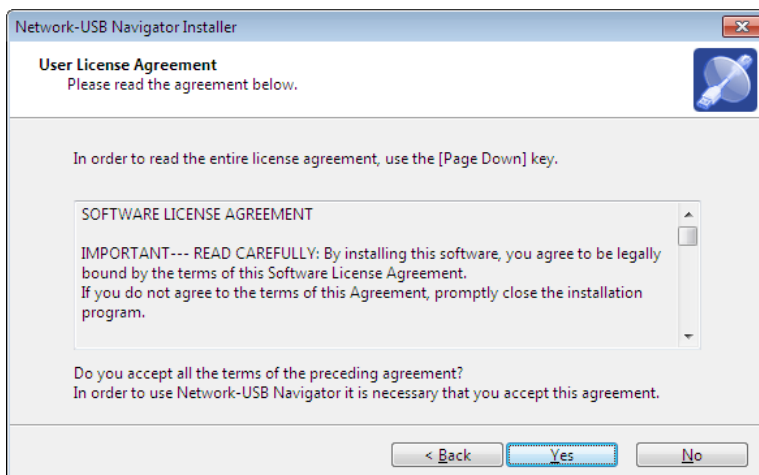 Network-USB Navigator Installer
User License Agreement
Please read the agreement below.
In order to read the entire license agreement, use the [Page Down] key.
SOFTWARE LICENSE AGREEMENT
IMPORTANT--- READ CAREFULLY: By installing this software, you agree to be legally
bound by the terms of this Software License Agreement.
If you do not agree to the terms of this Agreement, promptly close the installation
program.
Do you accept all the terms of the preceding agreement?
In order to use Network-USB Navigator it is necessary that you accept this agreement.
< Back Yes No